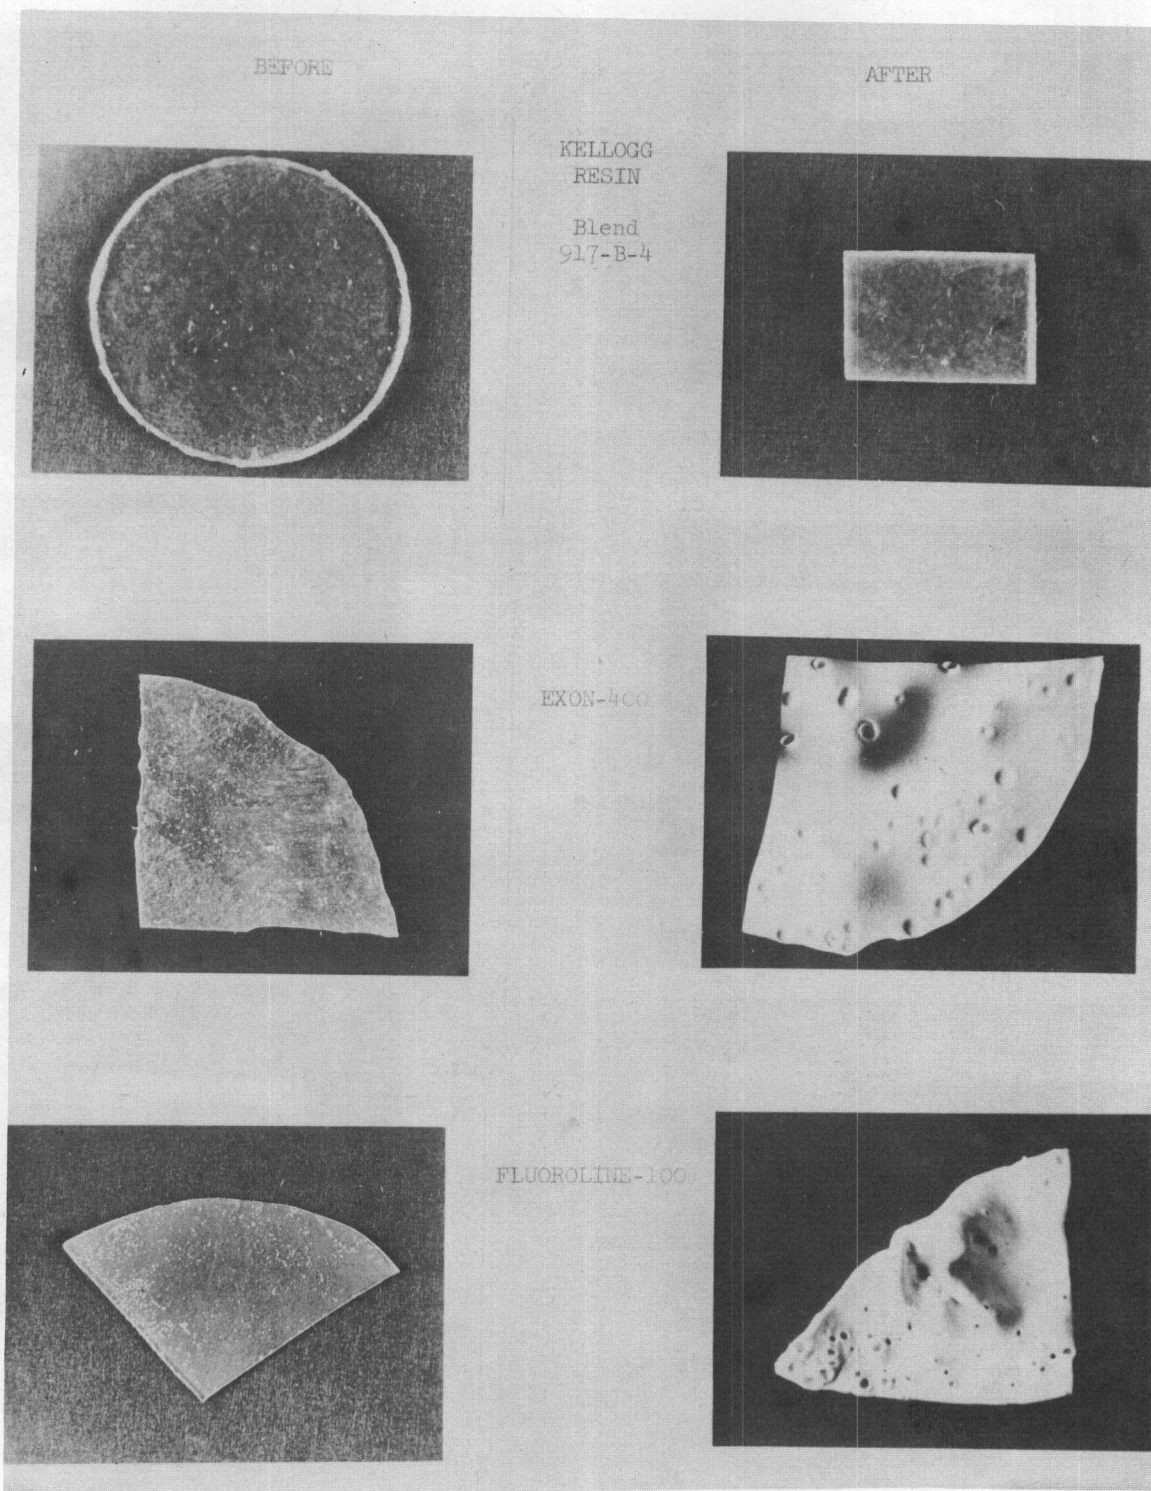 BEFORE
AFTER
KELLOGG
RESIN
Blend
917-B-4
EXON-400
FLUOROLINE-100